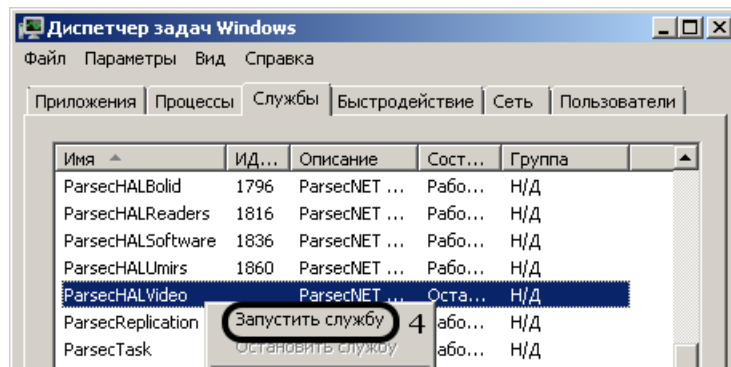 Диспетчер задач Windows
Файл Параметры Вид Справка
Приложения Процессы Службы Быстродействие Сеть Пользователи
Имя ИД... Описание Сост... Группа
ParsecHALBolid 1796 ParsecNET ... Рабо... Н/Д
ParsecHALReaders 1816 ParsecNET ... Рабо... Н/Д
ParsecHALSoftware 1836 ParsecNET ... Рабо... Н/Д
ParsecHALUmirs 1860 ParsecNET ... Рабо... Н/Д
ParsecHALVideo ParsecNET ... Оста... Н/Д
ParsecReplication Запустить службу 4 або... Н/Д
ParsecTask Остановить службу або... Н/Д